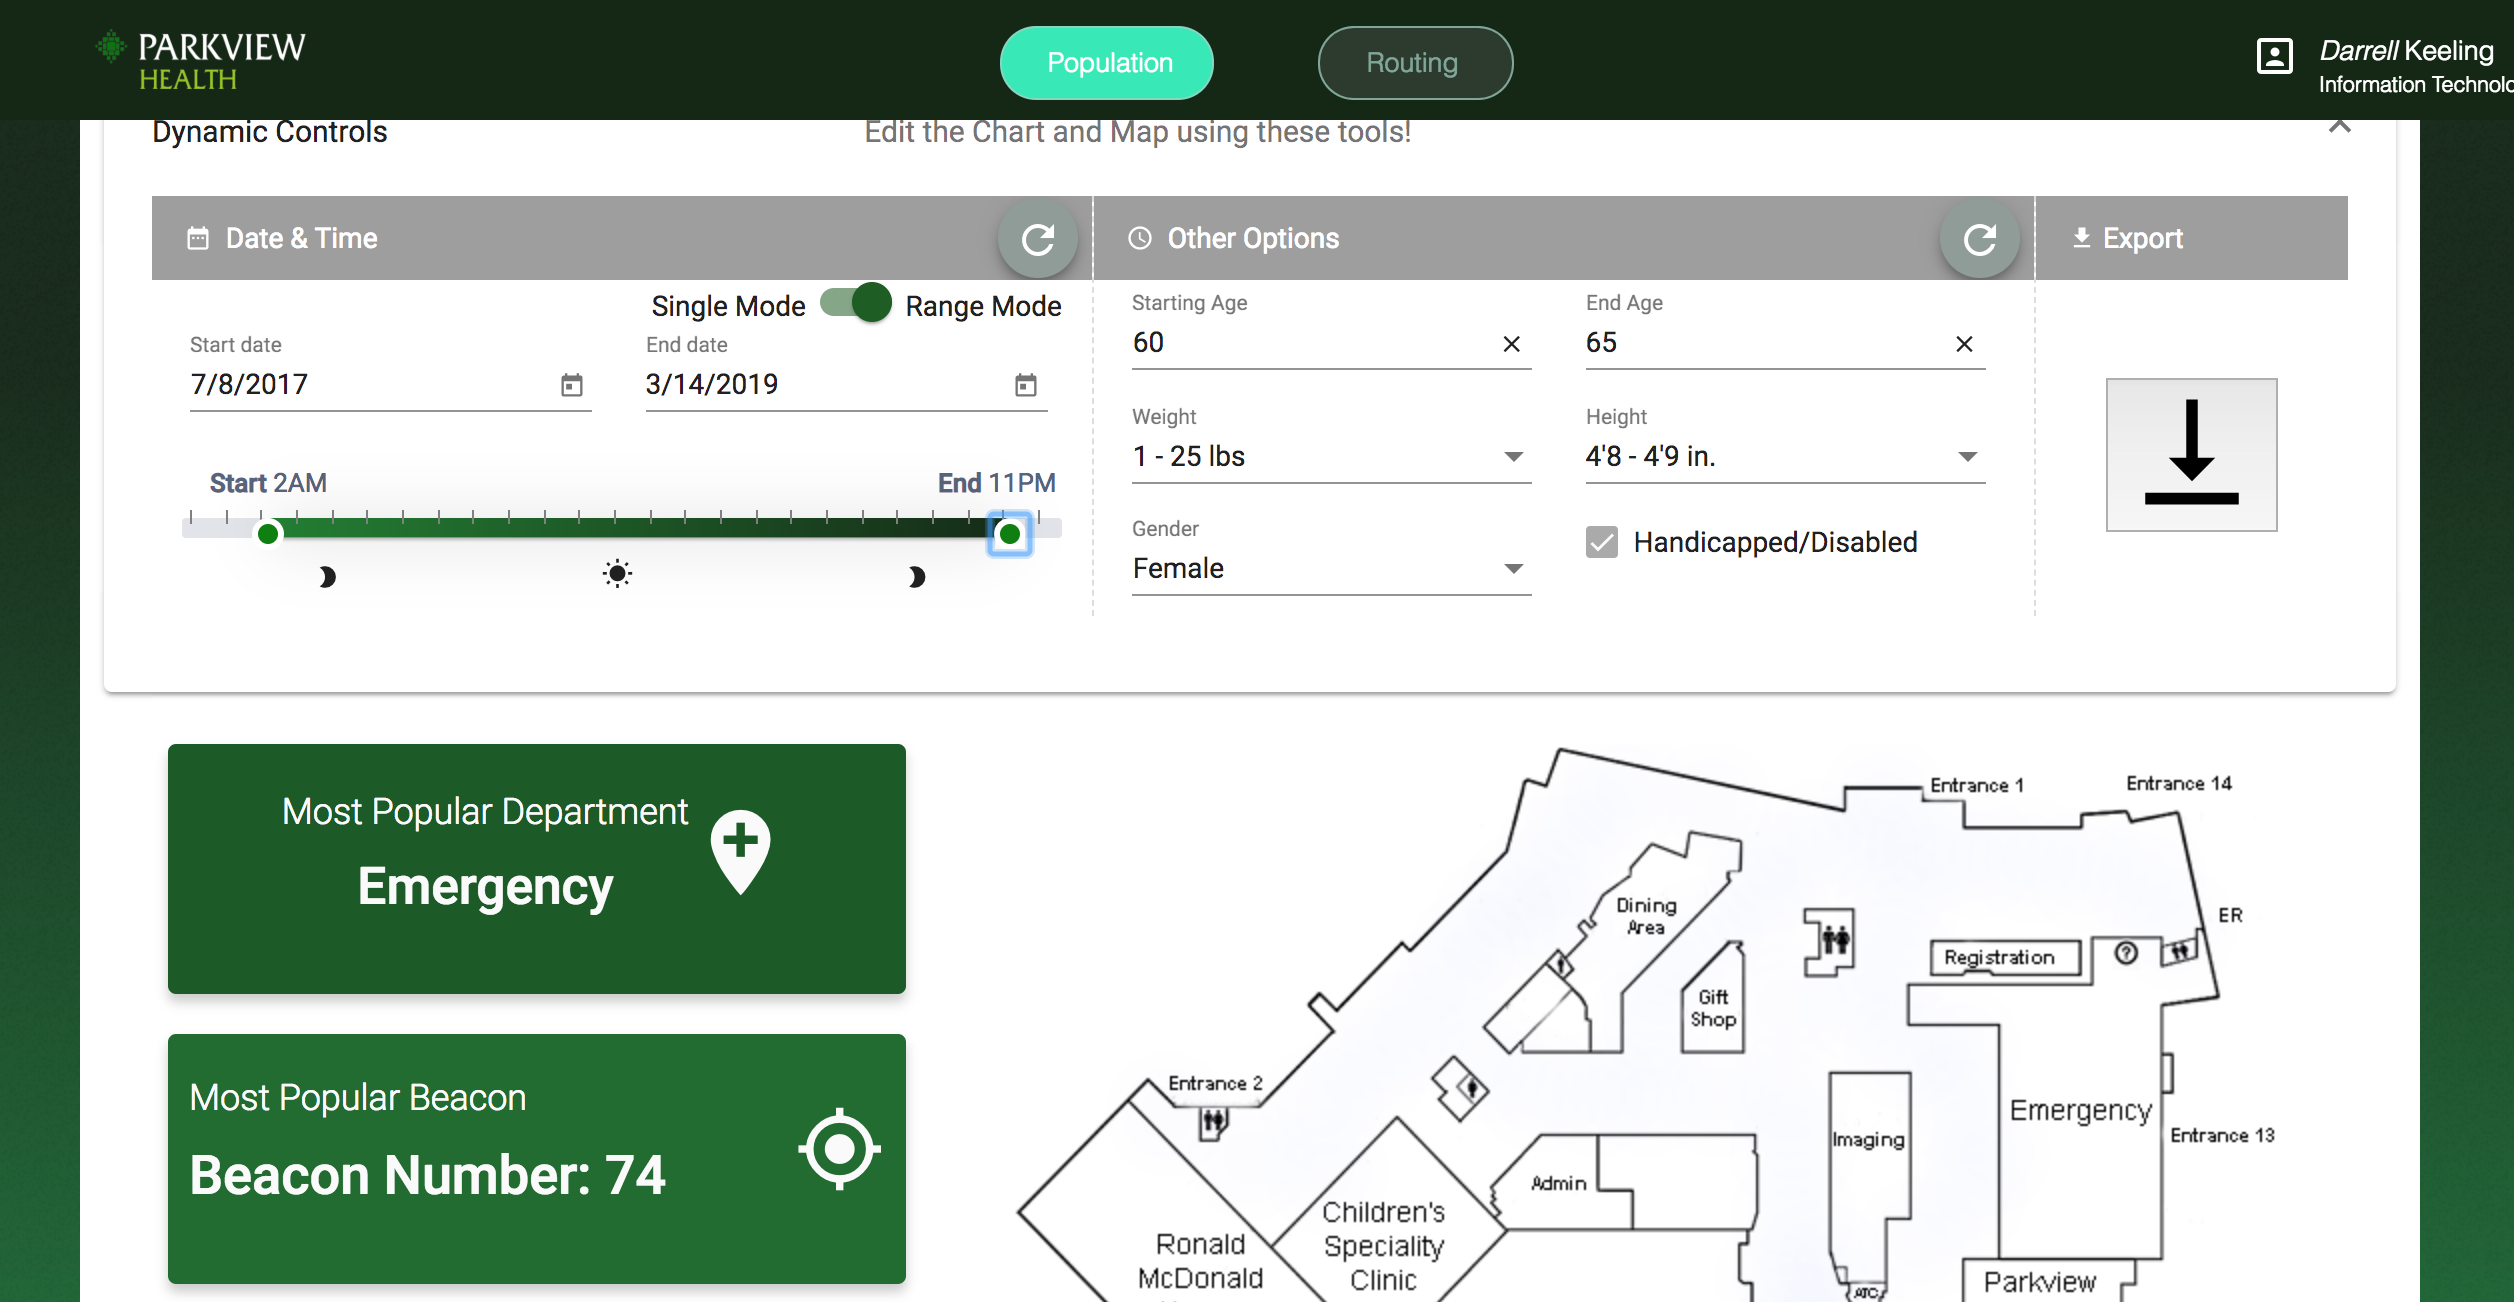 PARKVIEW
HEALTH
Population
Routing
Darrell Keeling
Information Technolo
Dynamic Controls
Edit the Chart and Map using these tools!
Date & Time
Other Options
Export
Single Mode
Range Mode
Start date
7/8/2017
End date
3/14/2019
Start 2AM
End 11PM
Starting Age
60
End Age
65
Weight
1 - 25 lbs
Height
4'8 - 4'9 in.
Gender
Female
Handicapped/Disabled
Most Popular Department
Emergency
Most Popular Beacon
Beacon Number: 74
Entrance 1
Entrance 14
Dining
Area
ER
Registration
?
Gift
Shop
Entrance 2
Emergency
Entrance 13
Imaging
Admin
Children's
Speciality
Clinic
Ronald
McDonald
Parkview
ATC